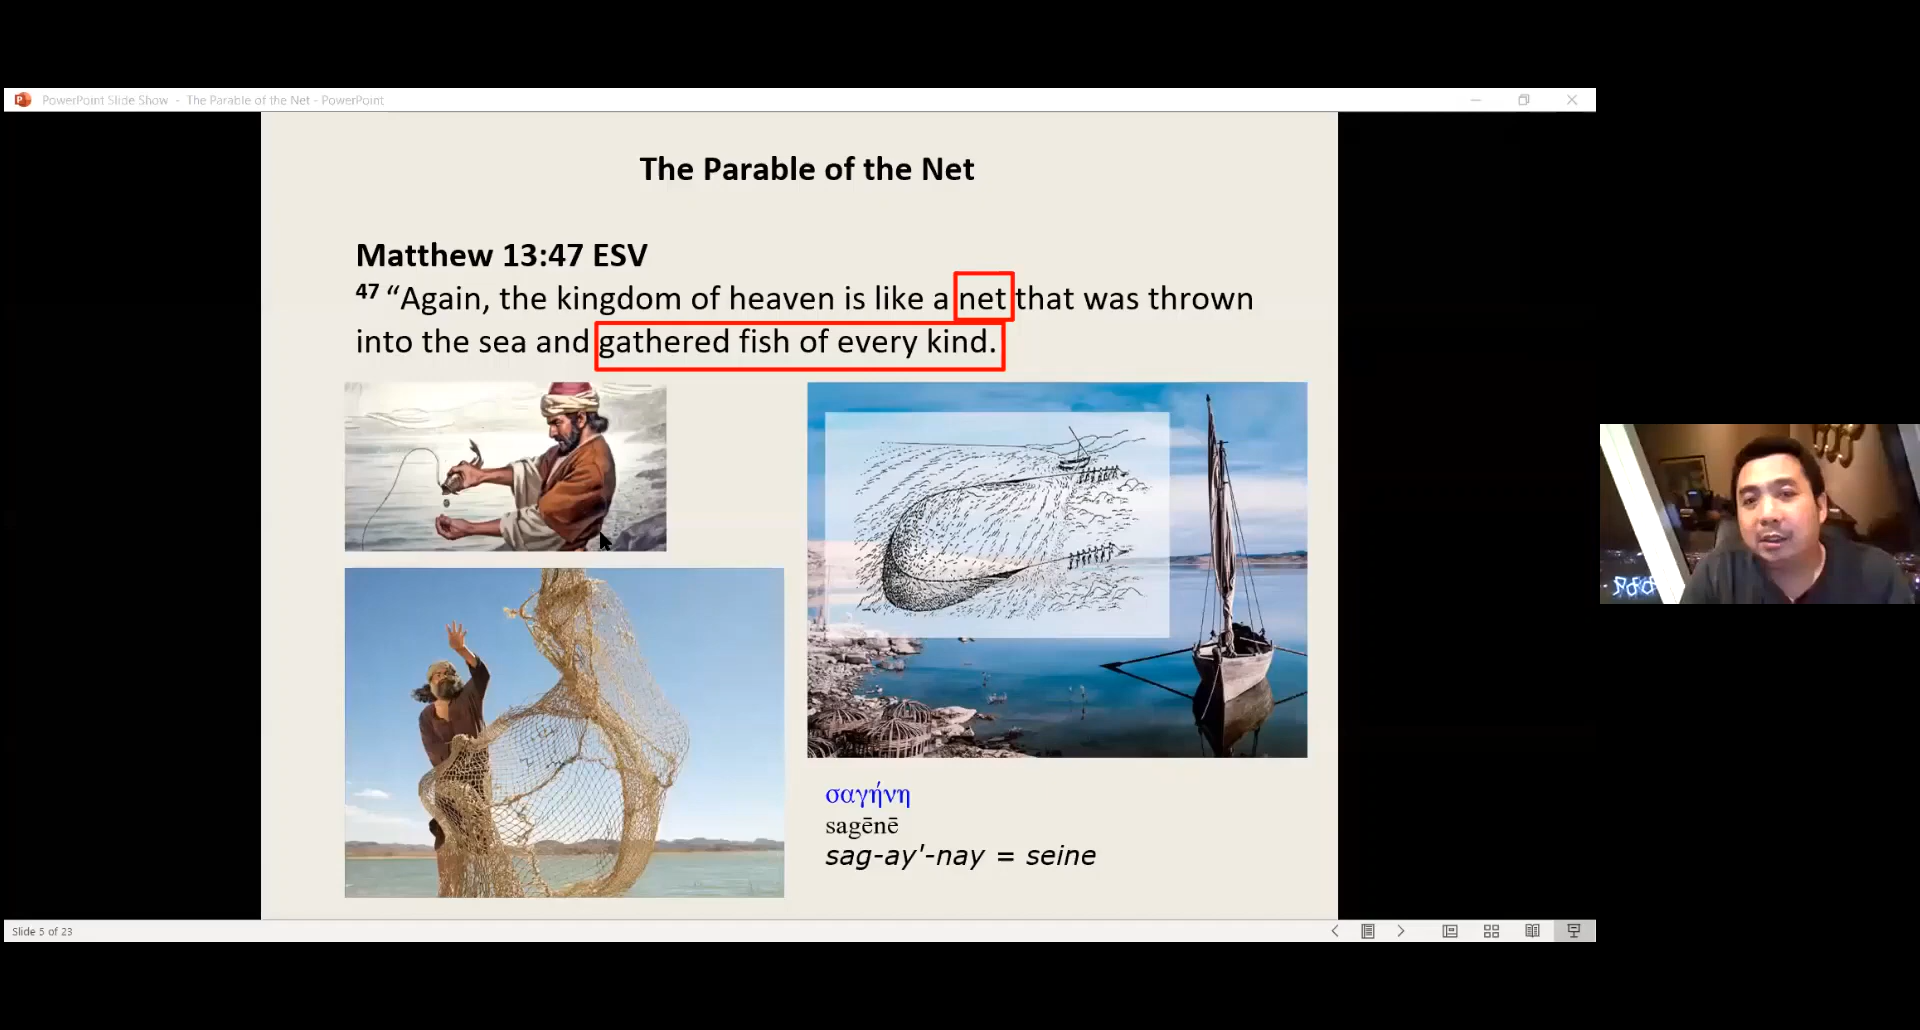 PowerPoint Slide Show - The Parable of the Net - PowerPoint
The Parable of the Net
Matthew 13:47 ESV
47 “Again, the kingdom of heaven is like a net that was thrown
into the sea and gathered fish of every kind.
σαγήνη
sagēnē
sag-ay'-nay = seine
Slide 5 of 23